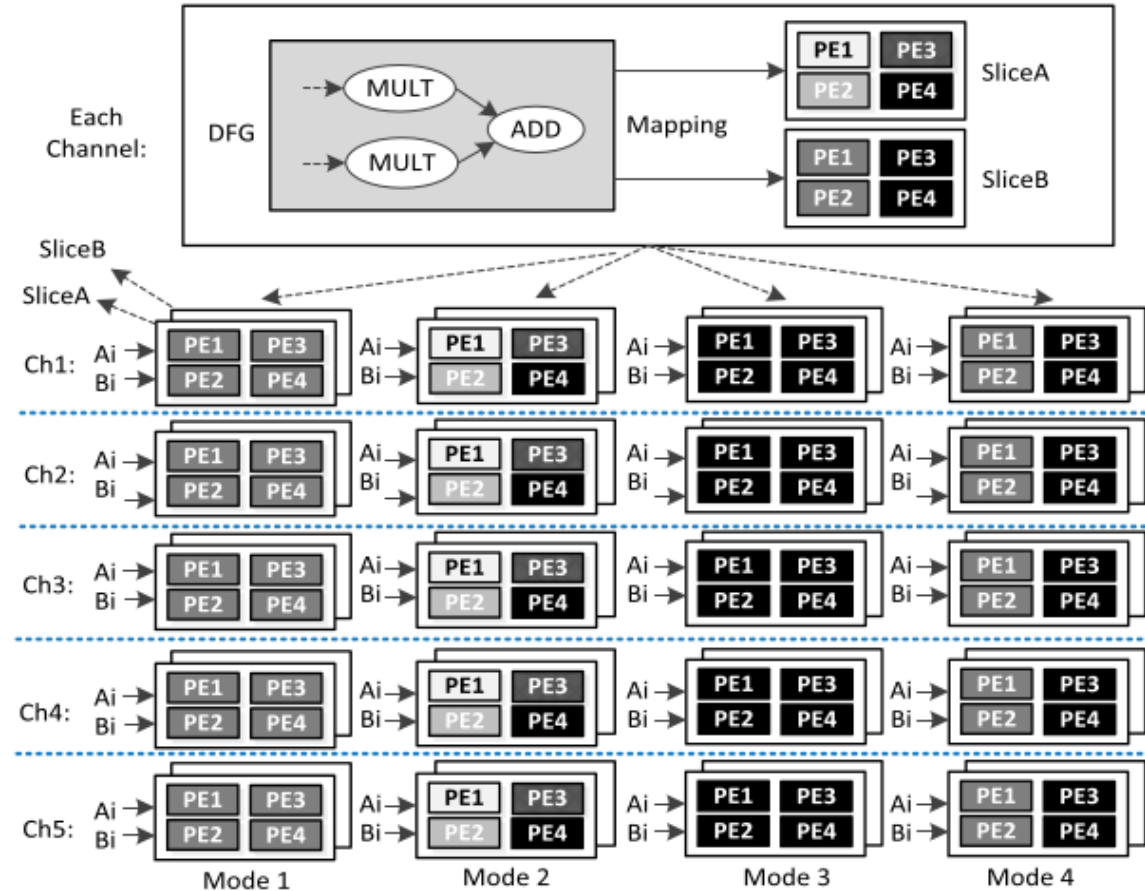 Each
Channel:
DFG
MULT
MULT
ADD
Mapping
PE1 PE3
PE2 PE4
SliceA
PE1 PE3
PE2 PE4
SliceB
SliceB
SliceA
Ch1:
Ai
Bi
PE1 PE3
PE2 PE4
Ai
Bi
PE1 PE3
PE2 PE4
Ai
Bi
PE1 PE3
PE2 PE4
Ai
Bi
PE1 PE3
PE2 PE4
Ch2:
Ai
Bi
PE1 PE3
PE2 PE4
Ai
Bi
PE1 PE3
PE2 PE4
Ai
Bi
PE1 PE3
PE2 PE4
Ai
Bi
PE1 PE3
PE2 PE4
Ch3:
Ai
Bi
PE1 PE3
PE2 PE4
Ai
Bi
PE1 PE3
PE2 PE4
Ai
Bi
PE1 PE3
PE2 PE4
Ai
Bi
PE1 PE3
PE2 PE4
Ch4:
Ai
Bi
PE1 PE3
PE2 PE4
Ai
Bi
PE1 PE3
PE2 PE4
Ai
Bi
PE1 PE3
PE2 PE4
Ai
Bi
PE1 PE3
PE2 PE4
Ch5:
Ai
Bi
PE1 PE3
PE2 PE4
Ai
Bi
PE1 PE3
PE2 PE4
Ai
Bi
PE1 PE3
PE2 PE4
Ai
Bi
PE1 PE3
PE2 PE4
Mode 1 Mode 2 Mode 3 Mode 4